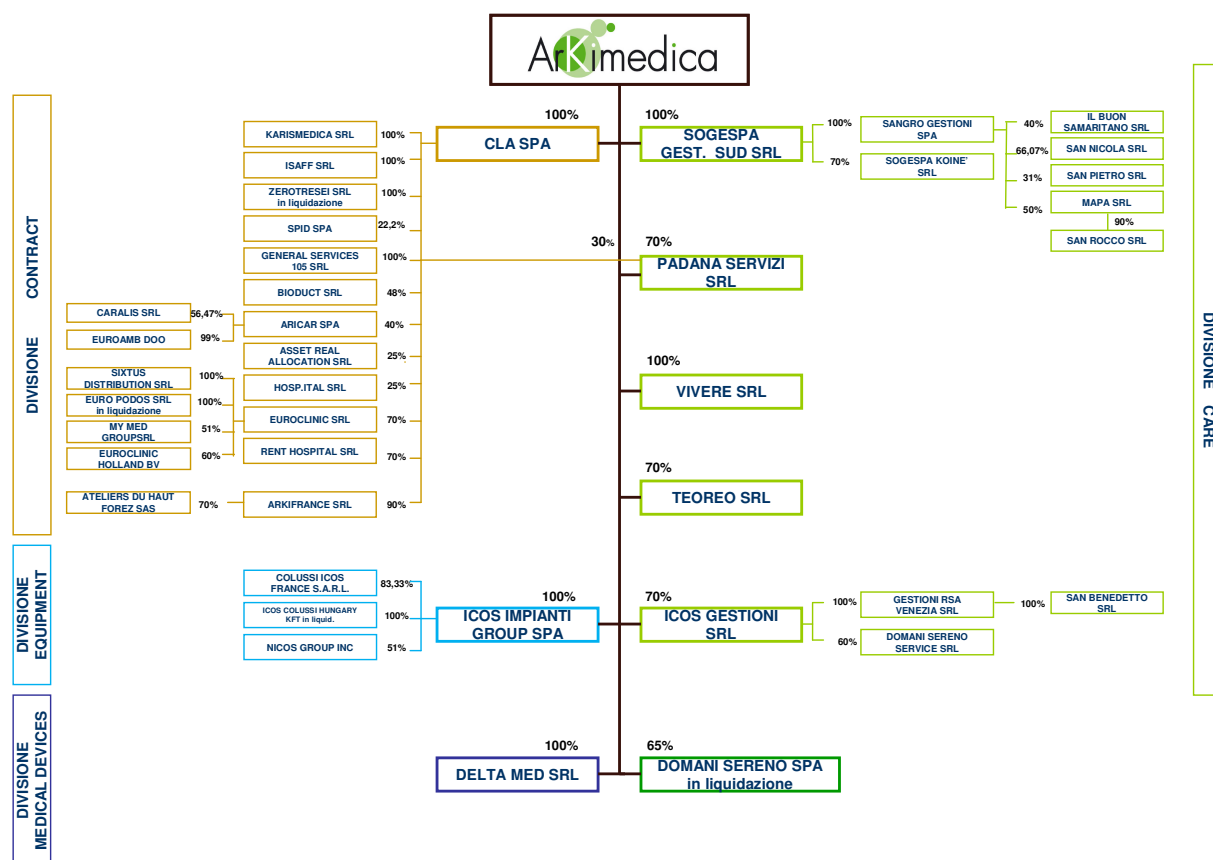 ArKimedica
DIVISIONE CONTRACT
KARISMEDICA SRL
100%
ISAFF SRL
100%
ZEROTRESEI SRL
in liquidazione
100%
SPID SPA
22,2%
GENERAL SERVICES
105 SRL
100%
BIODUCT SRL
48%
CARALIS SRL
56,47%
EUROAMB DOO
99%
ARICAR SPA
40%
ASSET REAL
ALLOCATION SRL
25%
HOSP.ITAL SRL
25%
SIXTUS
DISTRIBUTION SRL
100%
EURO PODOS SRL
in liquidazione
100%
MY MED
GROUPSRL
51%
EUROCLINIC
HOLLAND BV
60%
EUROCLINIC SRL
70%
RENT HOSPITAL SRL
70%
ATELIERS DU HAUT
FOREZ SAS
70%
ARKIFRANCE SRL
90%
100%
CLA SPA
100%
SOGESPA
GEST. SUD SRL
100%
SANGRO GESTIONI
SPA
70%
SOGESPA KOINE'
SRL
40%
IL BUON
SAMARITANO SRL
66,07%
SAN NICOLA SRL
31%
SAN PIETRO SRL
50%
MAPA SRL
90%
SAN ROCCO SRL
30%
70%
PADANA SERVIZI
SRL
100%
VIVERE SRL
70%
TEOREO SRL
DIVISIONE CARE
DIVISIONE
EQUIPMENT
COLUSSI ICOS
FRANCE S.A.R.L.
83,33%
ICOS COLUSSI HUNGARY
KFT in liquid.
100%
NICOS GROUP INC
51%
100%
ICOS IMPIANTI
GROUP SPA
70%
ICOS GESTIONI
SRL
100%
GESTIONI RSA
VENEZIA SRL
100%
SAN BENEDETTO
SRL
60%
DOMANI SERENO
SERVICE SRL
DIVISIONE
MEDICAL DEVICES
100%
DELTA MED SRL
65%
DOMANI SERENO SPA
in liquidazione